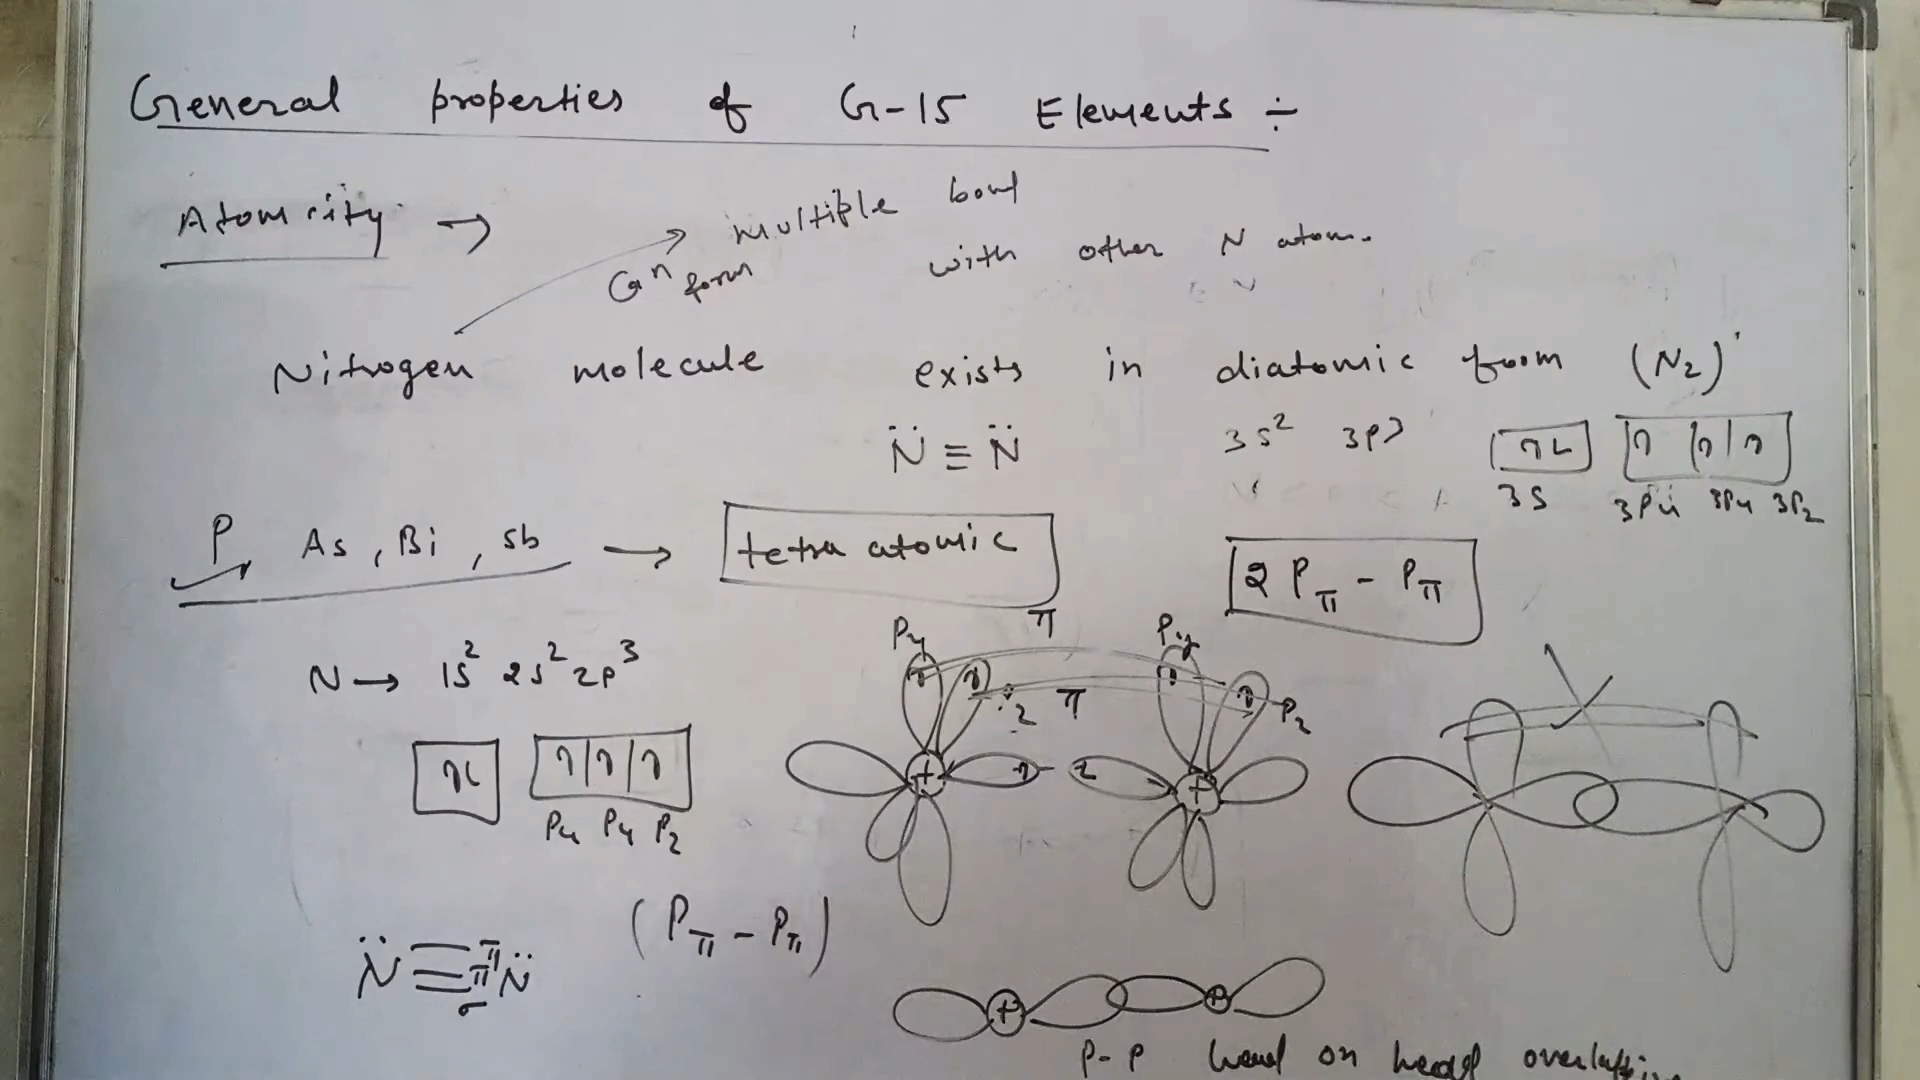 General properties of G-15 Elements ÷
Atomicity →
multiple bond
Gⁿ form with other N atom.
Nitrogen molecule exists in diatomic form (N₂)
N̈ ≡ N̈
3s² 3p³
3s 3Px 3Py 3Pz
P, As, Bi, Sb → tetra atomic
2 Pπ - Pπ
N → 1s² 2s² 2p³
Px Py Pz
Py π Py
z π Pz
N̈ ≡ N̈
π
π
σ
(Pπ - Pπ)
P-P head on head